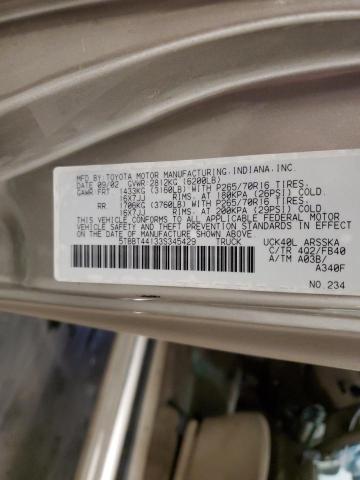 MFD.BY:TOYOTA MOTOR MANUFACTURING.INDIANA.INC.
DATE 09/02 GVWR 2812KG (6200LB)
GAWR FRT 1433KG (3160LB) WITH P265/70R16 TIRES.
16X7JJ RIMS.AT 180KPA (26PSI) COLD.
RR 1706KG (3760LB) WITH P265/70R16 TIRES.
16X7JJ RIMS.AT 200KPA (29PSI) COLD.
THIS VEHICLE CONFORMS TO ALL APPLICABLE FEDERAL MOTOR
VEHICLE SAFETY AND THEFT PREVENTION STANDARDS IN EFFECT
ON THE DATE OF MANUFACTURE SHOWN ABOVE.
5TBBT44133S345429 TRUCK UCK40L ARSSKA
C/TR 4Q2/FB40
A/TM A03B/
A340F
NO.234